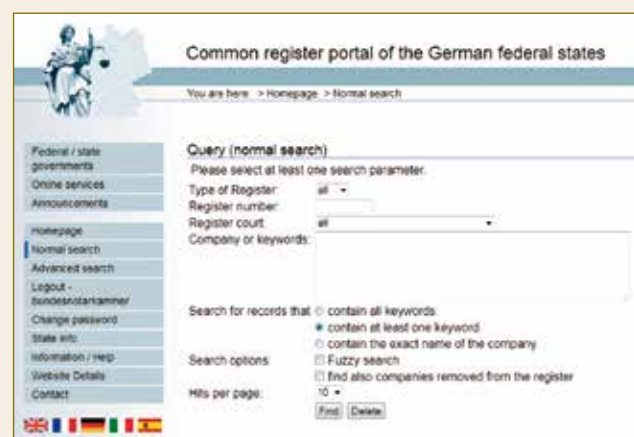 Common register portal of the German federal states
You are here: > Homepage > Normal search
Federal / state
governments
Online services
Announcements
Homepage
Normal search
Advanced search
Logout -
bundesnotarkammer
Change password
State info
Information / Help
Website Details
Contact
Query (normal search)
Please select at least one search parameter.
Type of Register: all
Register number:
Register court: all
Company or keywords:
Search for records that contain all keywords.
contain at least one keyword
contain the exact name of the company.
Search options: Fuzzy search
find also companies removed from the register
Hits per page: 10
Find Delete